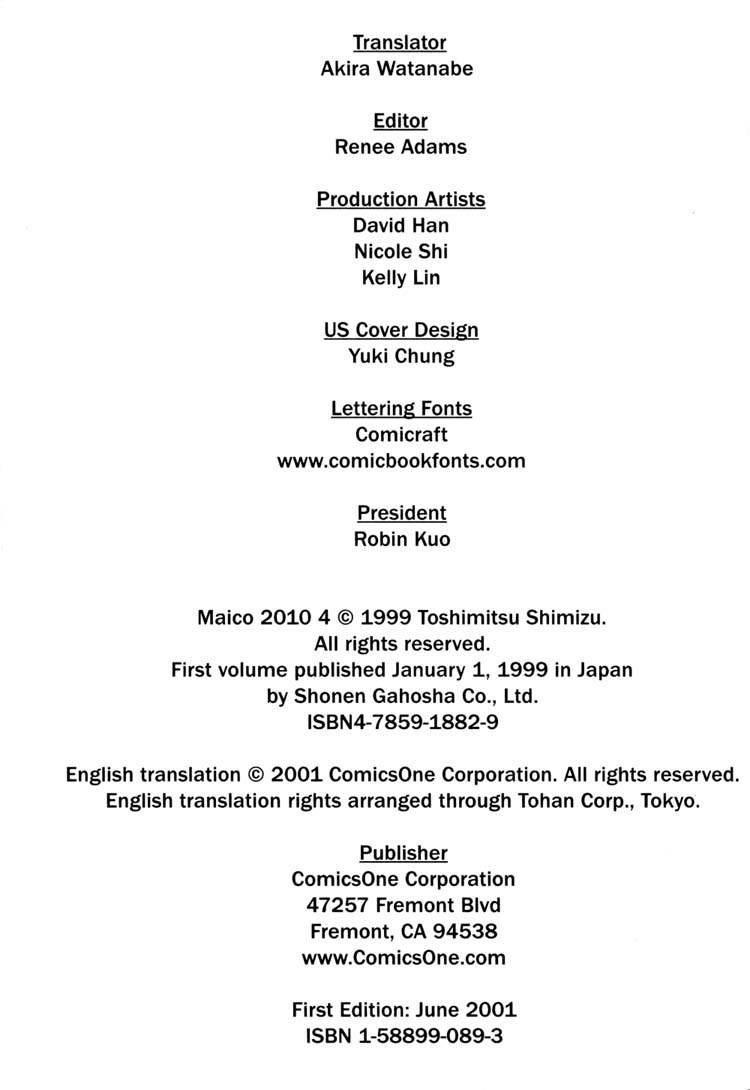 Translator
Akira Watanabe
Editor
Renee Adams
Production Artists
David Han
Nicole Shi
Kelly Lin
US Cover Design
Yuki Chung
Lettering Fonts
Comicraft
www.comicbookfonts.com
President
Robin Kuo
Maico 2010 4 © 1999 Toshimitsu Shimizu.
All rights reserved.
First volume published January 1, 1999 in Japan
by Shonen Gahosha Co., Ltd.
ISBN4-7859-1882-9
English translation © 2001 ComicsOne Corporation. All rights reserved.
English translation rights arranged through Tohan Corp., Tokyo.
Publisher
ComicsOne Corporation
47257 Fremont Blvd
Fremont, CA 94538
www.ComicsOne.com
First Edition: June 2001
ISBN 1-58899-089-3